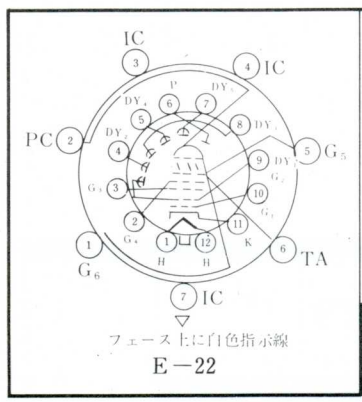 IC
IC
3
4
P
DY₅
6
7
DY₄
5
8
DY₃
PC
2
DY₂
4
9
DY₁
5
G₅
G₂
G₃
3
10
G₁
2
11
G₄
1
12
K
1
H
H
6
G₆
TA
7
IC
フェース上に白色指示線
E－22